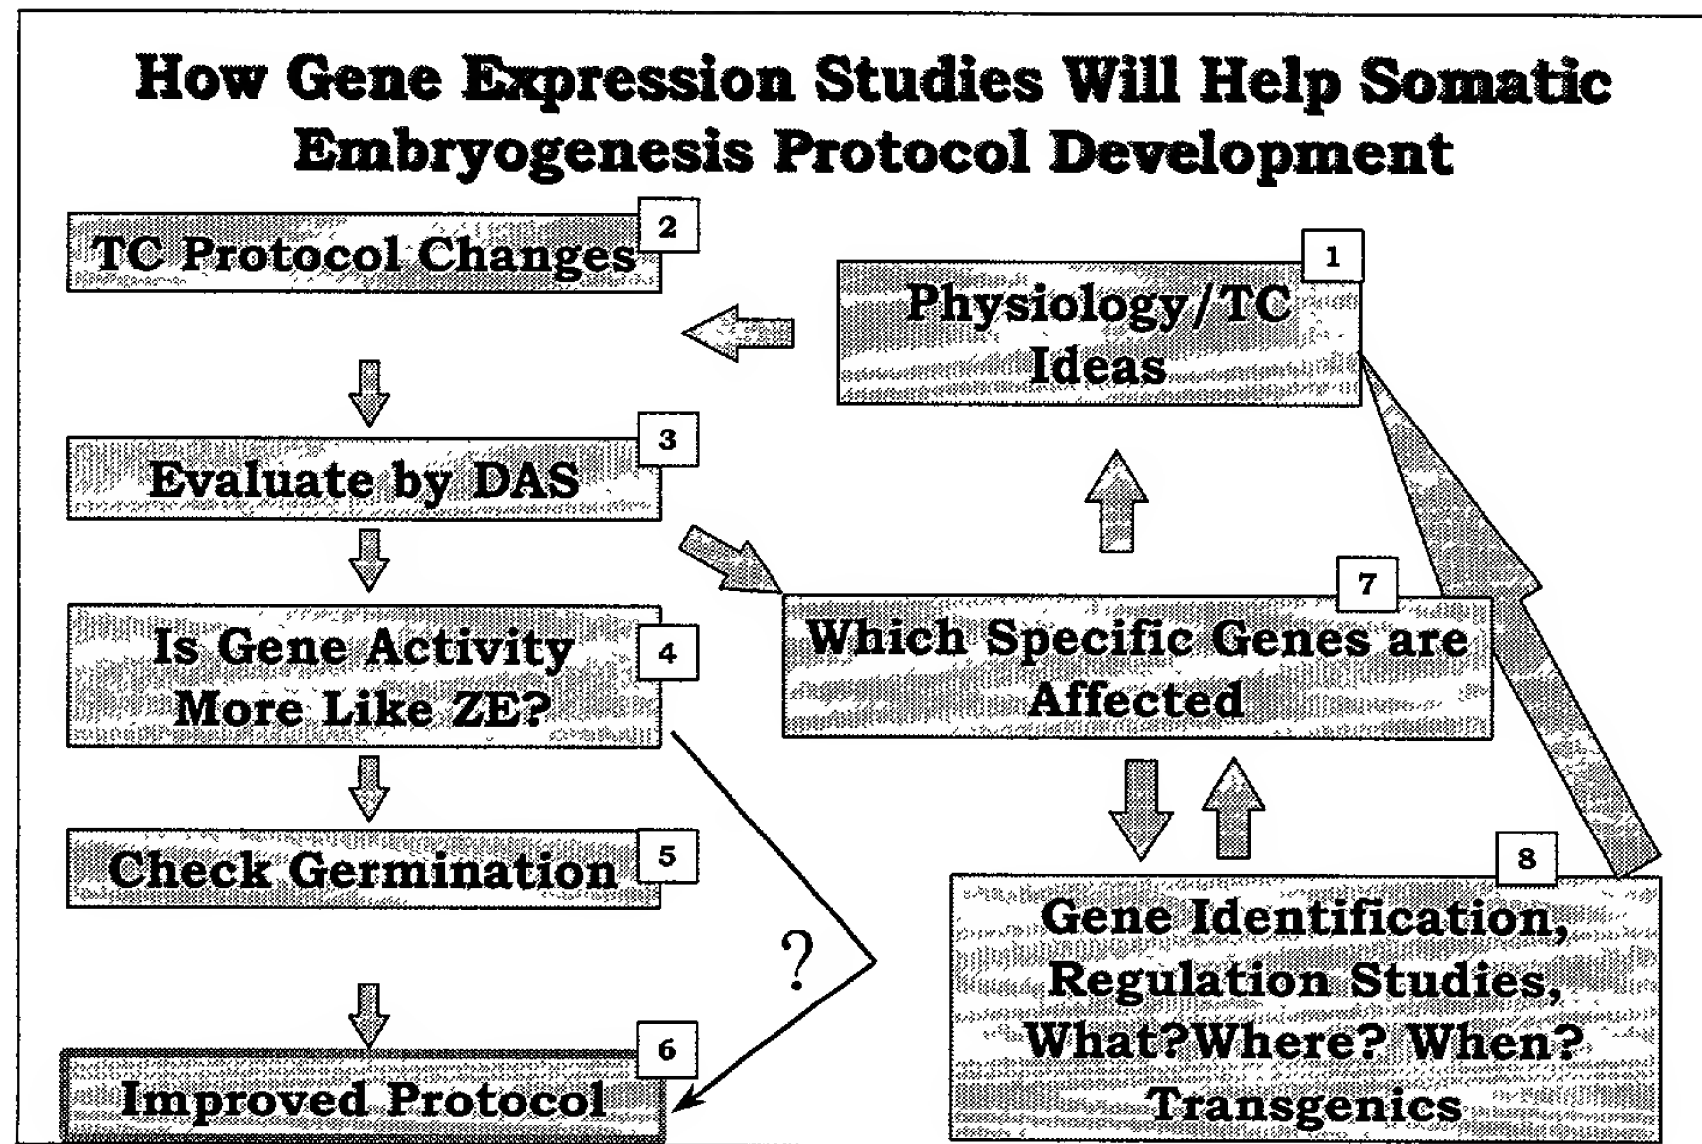 How Gene Expression Studies Will Help Somatic
Embryogenesis Protocol Development
2
TC Protocol Changes
1
Physiology/TC
Ideas
3
Evaluate by DAS
4
Is Gene Activity
More Like ZE?
7
Which Specific Genes are
Affected
5
Check Germination
?
6
Improved Protocol
8
Gene Identification,
Regulation Studies,
What?Where? When?
Transgenics